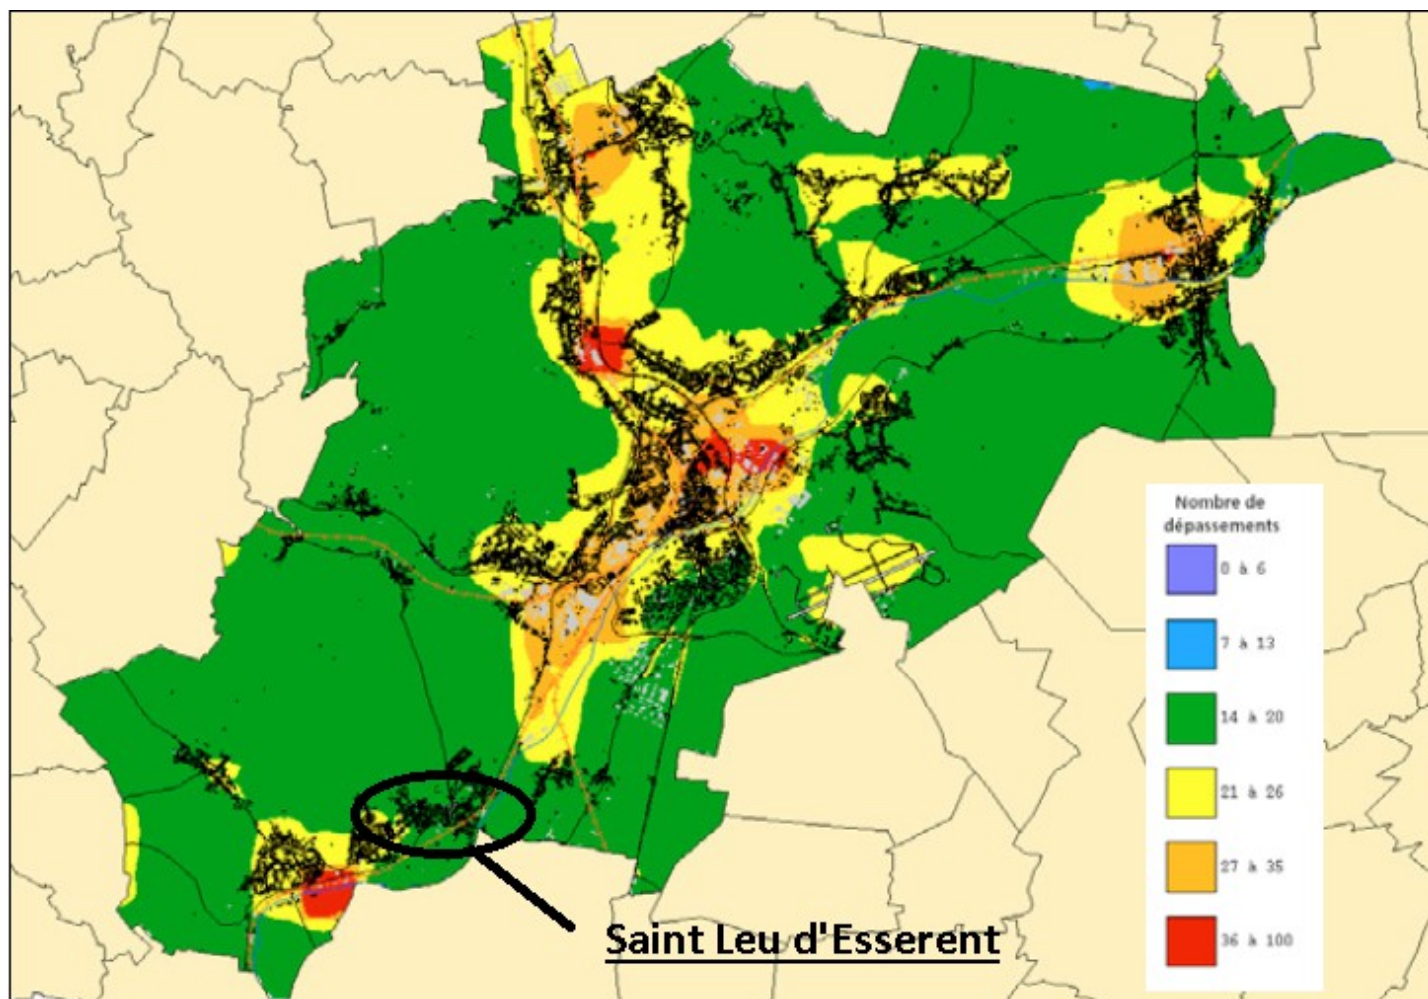 Nombre de
dépassements
0 à 6
7 à 13
14 à 20
21 à 26
27 à 35
36 à 100
Saint Leu d'Esserent